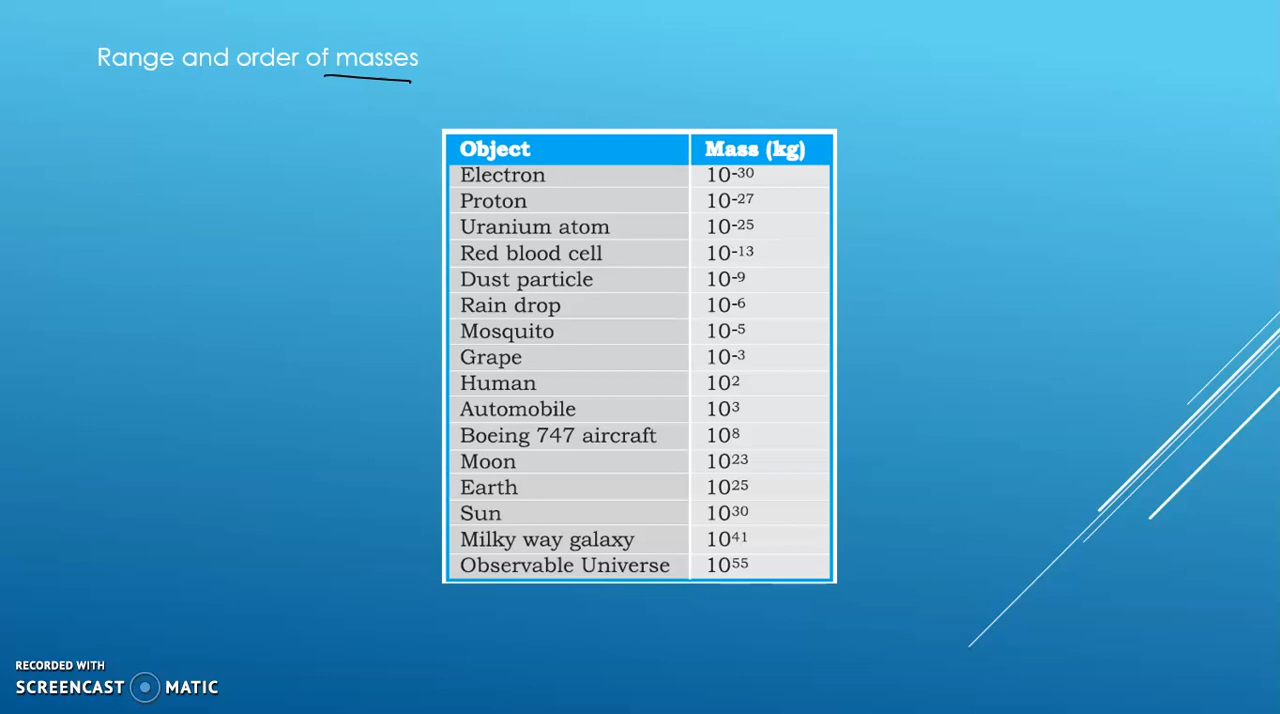 Range and order of masses
Object Mass (kg)
Electron 10⁻³⁰
Proton 10⁻²⁷
Uranium atom 10⁻²⁵
Red blood cell 10⁻¹³
Dust particle 10⁻⁹
Rain drop 10⁻⁶
Mosquito 10⁻⁵
Grape 10⁻³
Human 10²
Automobile 10³
Boeing 747 aircraft 10⁸
Moon 10²³
Earth 10²⁵
Sun 10³⁰
Milky way galaxy 10⁴¹
Observable Universe 10⁵⁵
RECORDED WITH
SCREENCAST MATIC